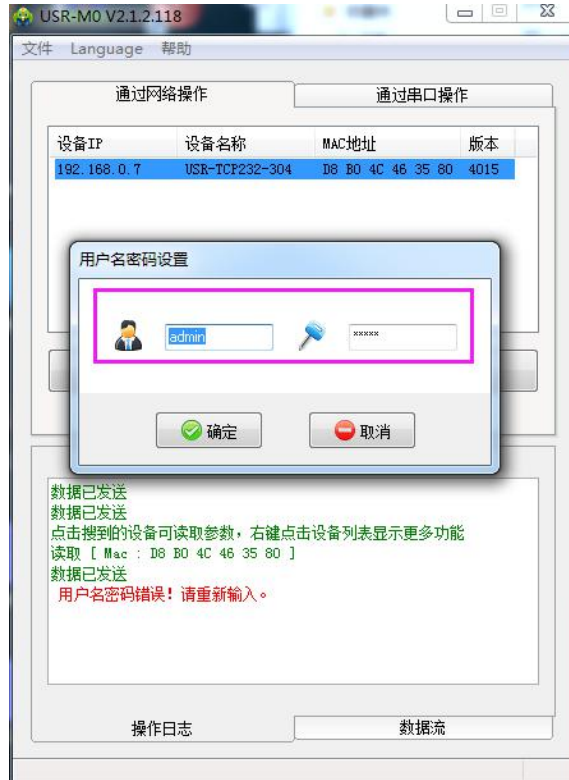 USR-M0 V2.1.2.118
文件 Language 帮助
通过网络操作 通过串口操作
设备IP 设备名称 MAC地址 版本
192.168.0.7 USR-TCP232-304 D8 B0 4C 46 35 80 4015
用户名密码设置
admin *****
确定 取消
数据已发送
数据已发送
点击搜到的设备可读取参数，右键点击设备列表显示更多功能
读取 [ Mac : D8 B0 4C 46 35 80 ]
数据已发送
用户名密码错误！请重新输入。
操作日志 数据流